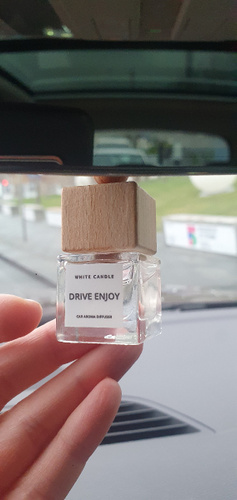 WHITE CANDLE
DRIVE ENJOY
CAR AROMA DIFFUSER